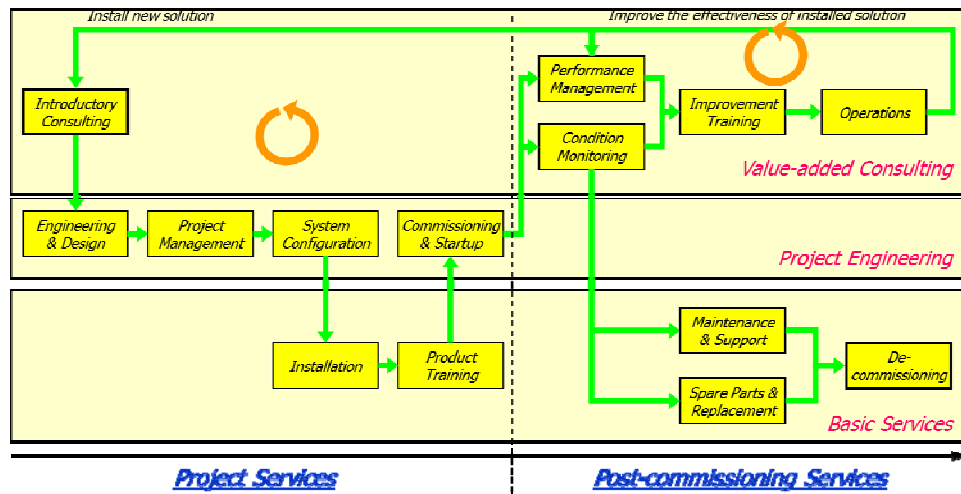 Install new solution
Improve the effectiveness of installed solution
Introductory
Consulting
Performance
Management
Condition
Monitoring
Improvement
Training
Operations
Value-added Consulting
Engineering
& Design
Project
Management
System
Configuration
Commissioning
& Startup
Project Engineering
Installation
Product
Training
Maintenance
& Support
Spare Parts &
Replacement
De-
commissioning
Basic Services
Project Services
Post-commissioning Services